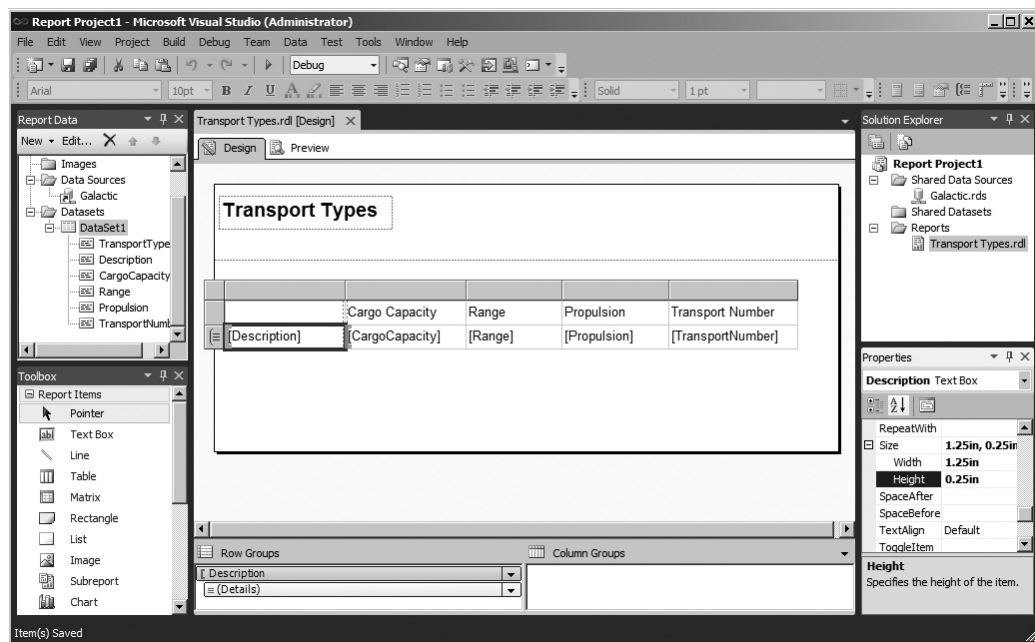 Report Project1 - Microsoft Visual Studio (Administrator)
File Edit View Project Build Debug Team Data Test Tools Window Help
Debug
Arial 10pt B I U A Solid 1 pt
Report Data
New Edit...
Images
Data Sources
Galactic
Datasets
DataSet1
TransportType
Description
CargoCapacity
Range
Propulsion
TransportNumb
Toolbox
Report Items
Pointer
Text Box
Line
Table
Matrix
Rectangle
List
Image
Subreport
Chart
Transport Types.rdl [Design]
Design Preview
Transport Types
Cargo Capacity Range Propulsion Transport Number
[Description] [CargoCapacity] [Range] [Propulsion] [TransportNumber]
Row Groups Column Groups
Description
(Details)
Solution Explorer
Report Project1
Shared Data Sources
Galactic.rds
Shared Datasets
Reports
Transport Types.rdl
Properties
Description Text Box
RepeatWith
Size 1.25in, 0.25in
Width 1.25in
Height 0.25in
SpaceAfter
SpaceBefore
TextAlign Default
ToggleItem
Height
Specifies the height of the item.
Item(s) Saved